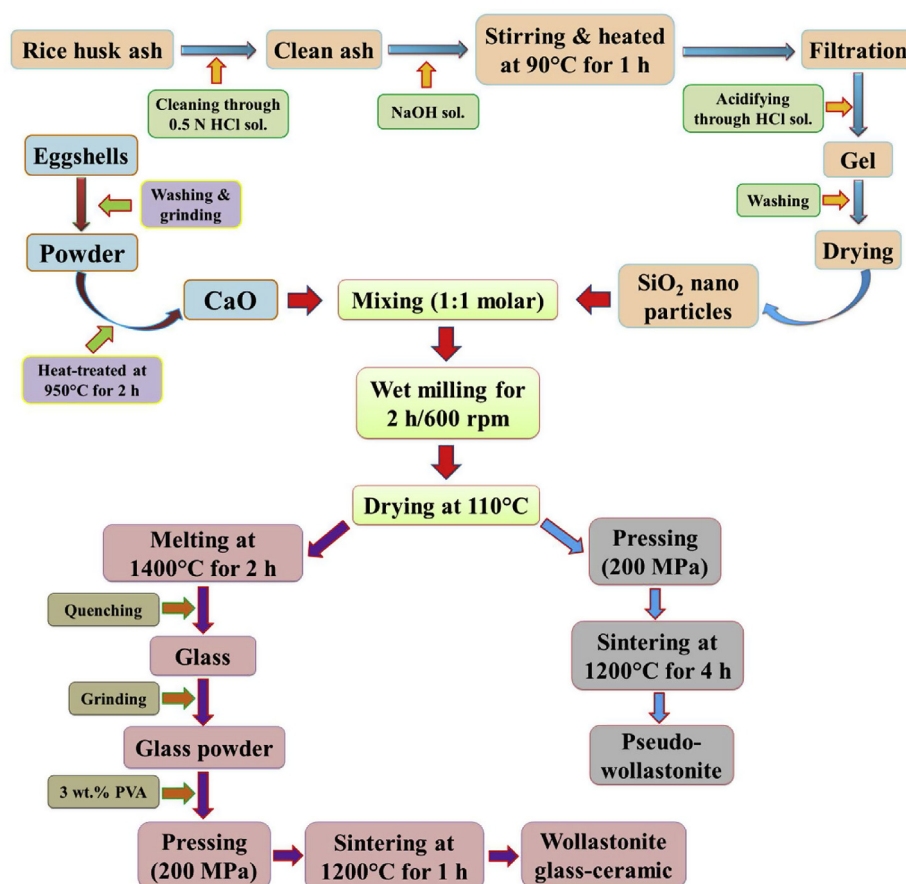 Rice husk ash
Clean ash
Stirring & heated
at 90°C for 1 h
Filtration
Cleaning through
0.5 N HCl sol.
NaOH sol.
Acidifying
through HCl sol.
Gel
Washing
Drying
SiO₂ nano
particles
Eggshells
Washing &
grinding
Powder
Heat-treated at
950°C for 2 h
CaO
Mixing (1:1 molar)
Wet milling for
2 h/600 rpm
Drying at 110°C
Melting at
1400°C for 2 h
Quenching
Glass
Grinding
Glass powder
3 wt.% PVA
Pressing
(200 MPa)
Sintering at
1200°C for 1 h
Wollastonite
glass-ceramic
Pressing
(200 MPa)
Sintering at
1200°C for 4 h
Pseudo-
wollastonite